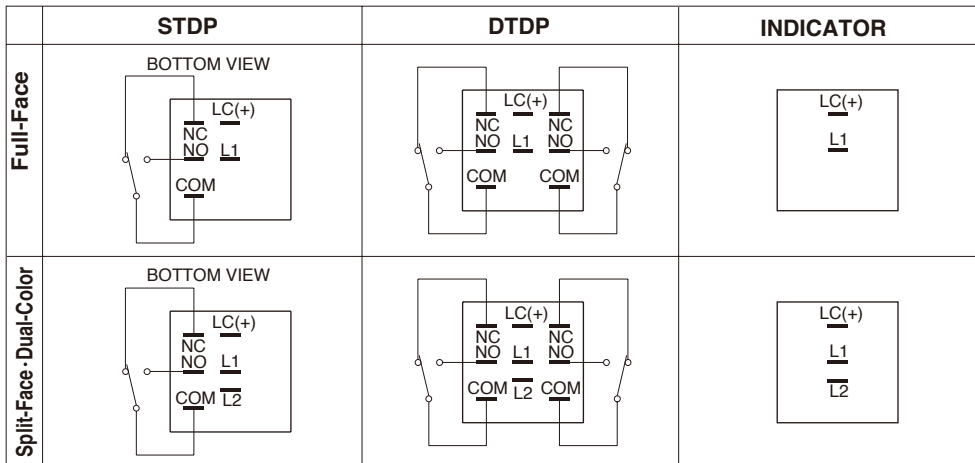 STDP DTDP INDICATOR
Full-Face
BOTTOM VIEW
LC(+)
NC
NO L1
COM
LC(+)
NC NC
NO L1 NO
COM COM
LC(+)
L1
Split-Face · Dual-Color
BOTTOM VIEW
LC(+)
NC
NO L1
COM L2
LC(+)
NC NC
NO L1 NO
COM L2 COM
LC(+)
L1
L2